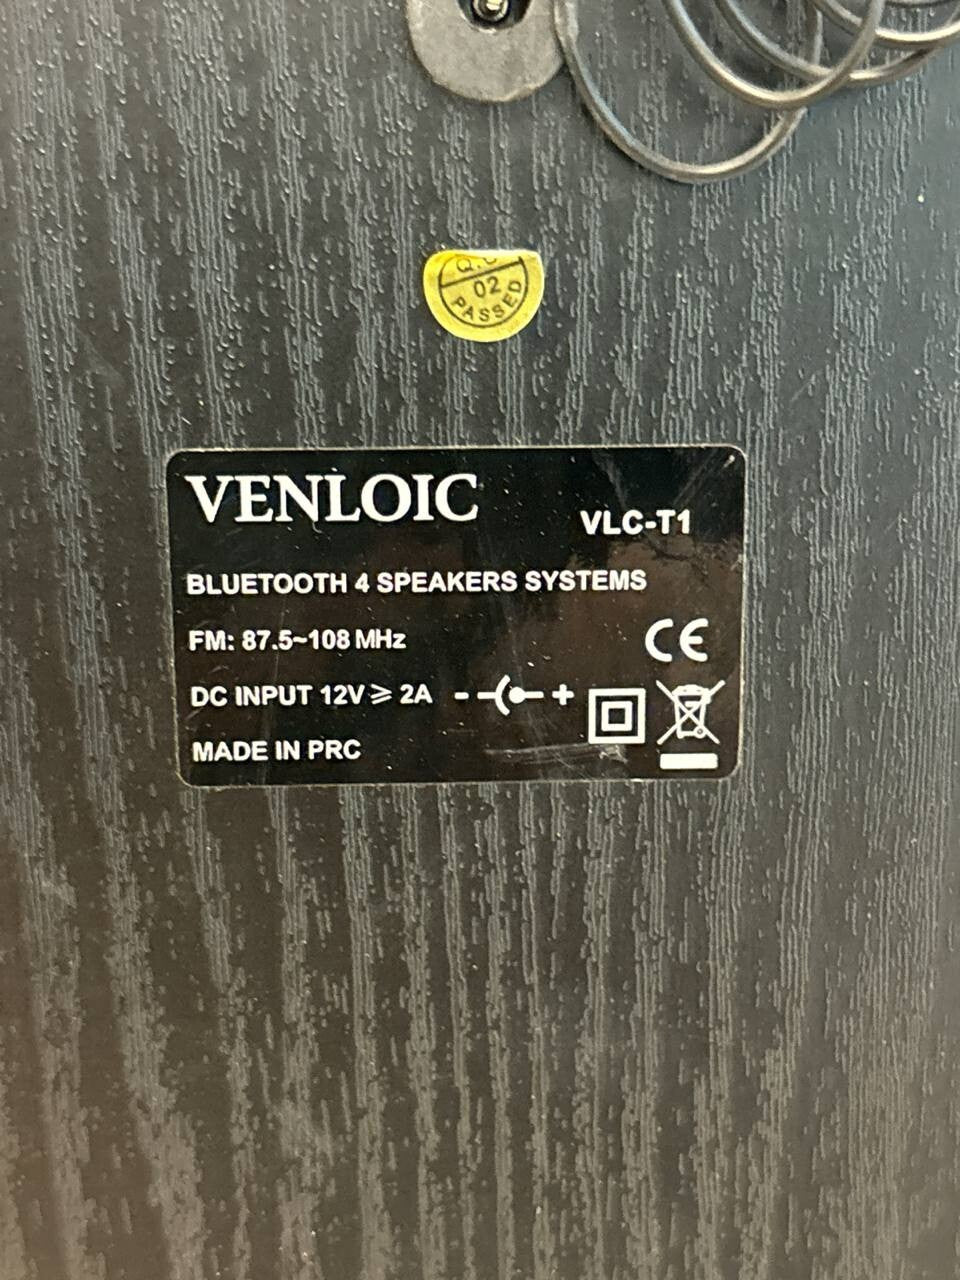 02
PASSED
VENLOIC
VLC-T1
BLUETOOTH 4 SPEAKERS SYSTEMS
FM: 87.5~108 MHz
CE
DC INPUT 12V ⩾ 2A - +
MADE IN PRC